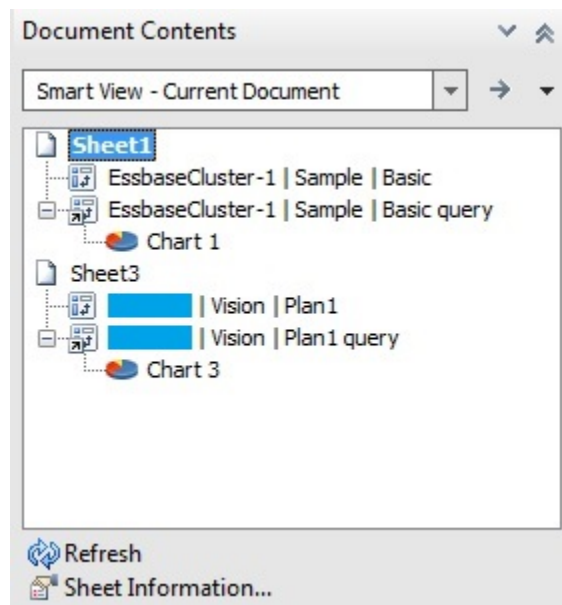 Document Contents
Smart View - Current Document
Sheet1
EssbaseCluster-1 | Sample | Basic
EssbaseCluster-1 | Sample | Basic query
Chart 1
Sheet3
| Vision | Plan1
| Vision | Plan1 query
Chart 3
Refresh
Sheet Information...